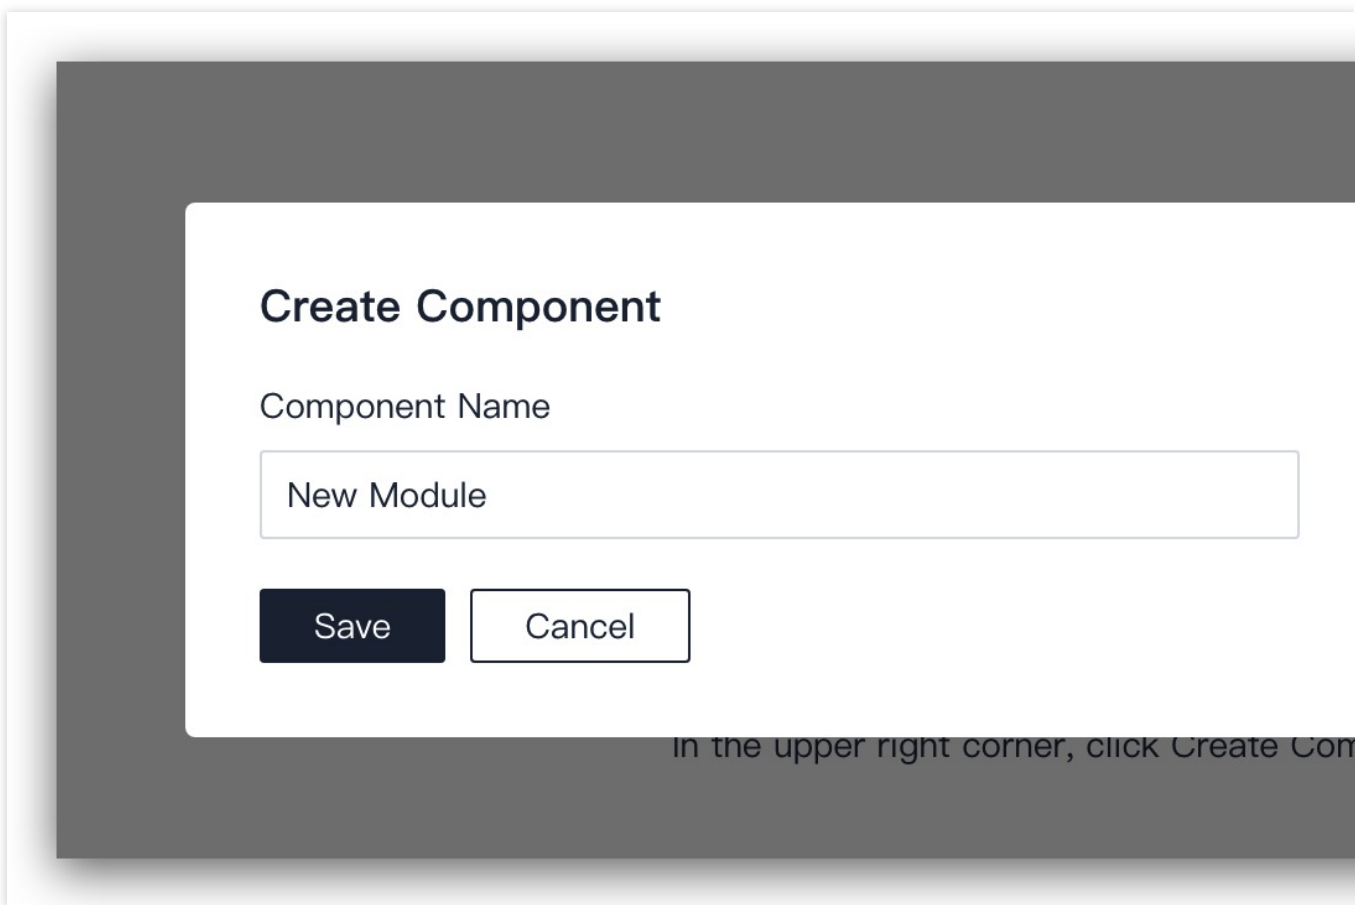 Create Component
Component Name
New Module
Save Cancel
In the upper right corner, click Create